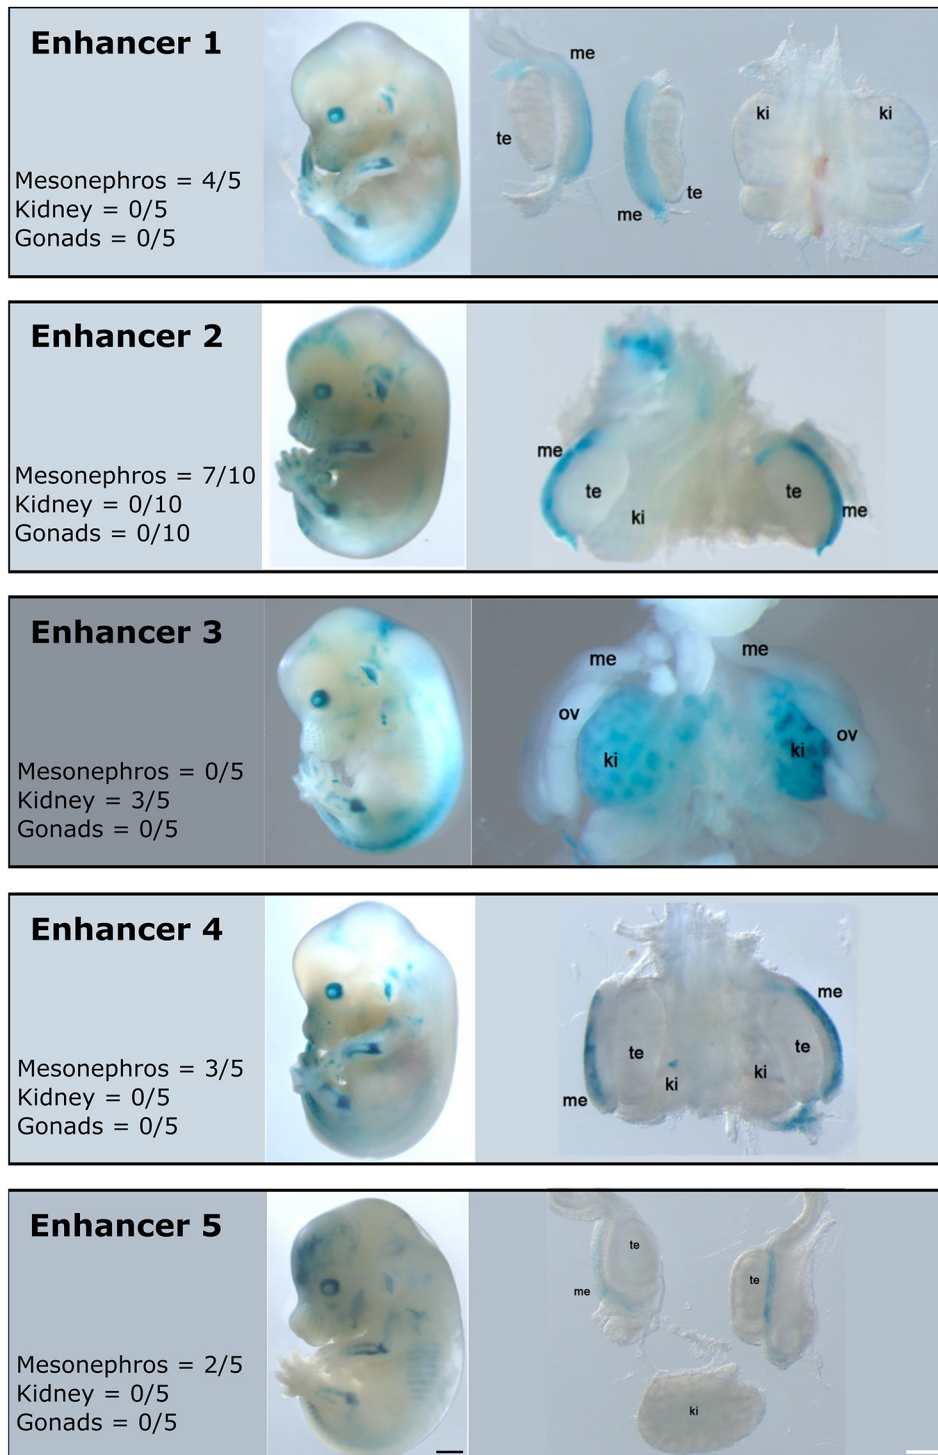 Enhancer 1
Mesonephros = 4/5
Kidney = 0/5
Gonads = 0/5
me
te
me
te
ki
ki
Enhancer 2
Mesonephros = 7/10
Kidney = 0/10
Gonads = 0/10
me
te
ki
te
me
Enhancer 3
Mesonephros = 0/5
Kidney = 3/5
Gonads = 0/5
me
me
ov
ki
ki
ov
Enhancer 4
Mesonephros = 3/5
Kidney = 0/5
Gonads = 0/5
me
te
ki
me
te
ki
me
Enhancer 5
Mesonephros = 2/5
Kidney = 0/5
Gonads = 0/5
te
me
te
ki